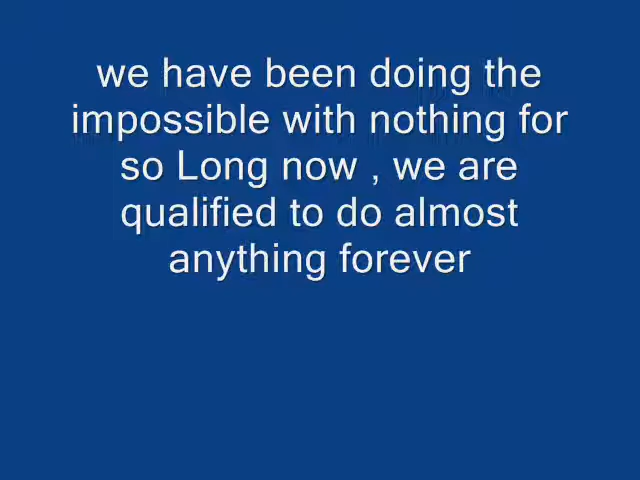 we have been doing the
impossible with nothing for
so Long now , we are
qualified to do almost
anything forever